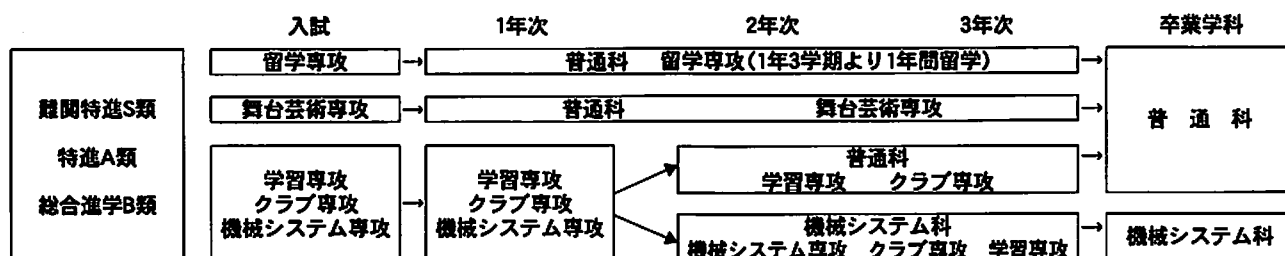 入試 1年次 2年次 3年次 卒業学科
留学専攻 → 普通科 留学専攻(1年3学期より1年間留学) →
難関特進S類 舞台芸術専攻 → 普通科 舞台芸術専攻 → 普通科
特進A類
総合進学B類
学習専攻
クラブ専攻
機械システム専攻
→
学習専攻
クラブ専攻
機械システム専攻
普通科 →
学習専攻 クラブ専攻
機械システム科 →
機械システム専攻 クラブ専攻 学習専攻
機械システム科